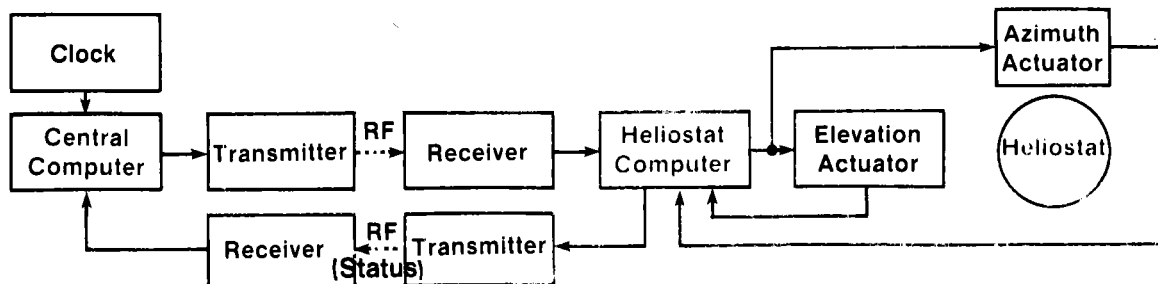 Clock
Azimuth
Actuator
Central
Computer
Transmitter
RF
Receiver
Heliostat
Computer
Elevation
Actuator
Heliostat
Receiver
RF
(Status)
Transmitter